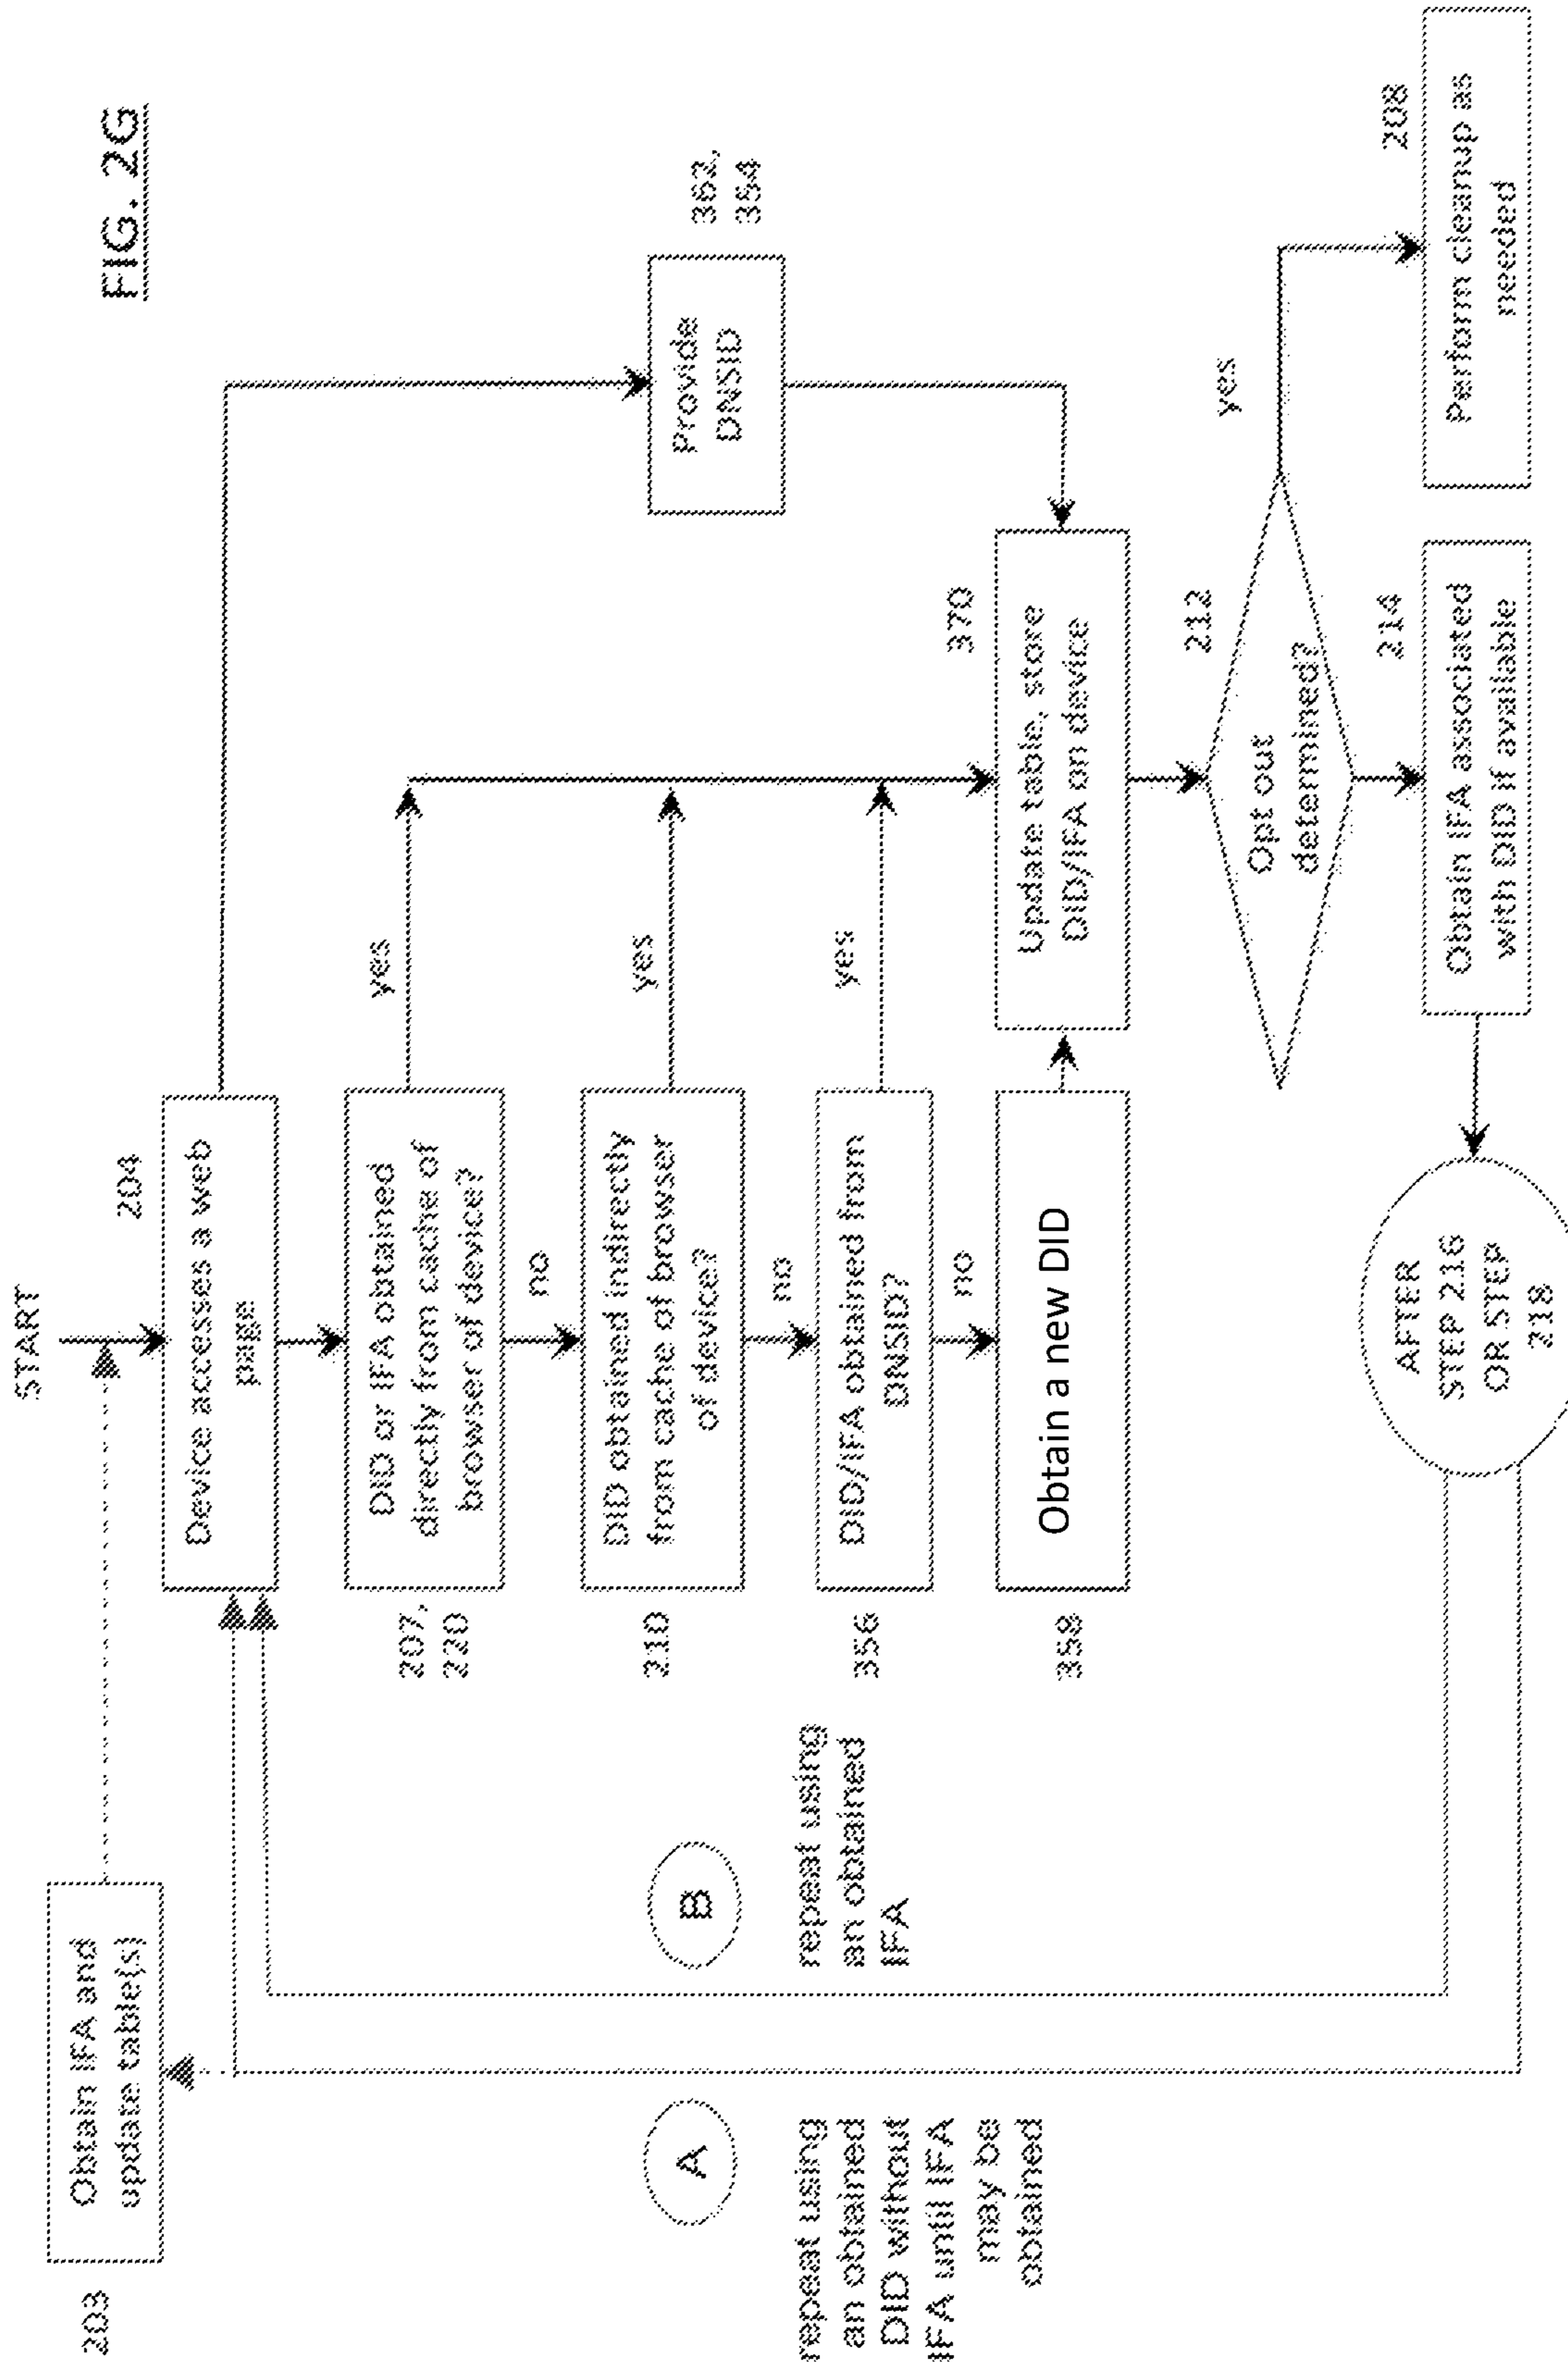 FIG. 2G
START
203
Obtain IFA and
update table(s)
204
Device accesses a web
page
207,
220
DID or IFA obtained
directly from cache of
browser of device?
yes
no
210
DID obtained indirectly
from cache of browser
of device?
yes
no
356
DID/IFA obtained from
DNSID?
yes
no
358
Obtain a new DID
362,
354
Provide
DNSID
370
Update table, store
DID/IFA on device
212
Opt out
determined?
yes
208
Perform cleanup as
needed
214
Obtain IFA associated
with DID if available
AFTER
STEP 216
OR STEP
218
A
repeat using
an obtained
DID without
IFA until IFA
may be
obtained
B
repeat using
an obtained
IFA